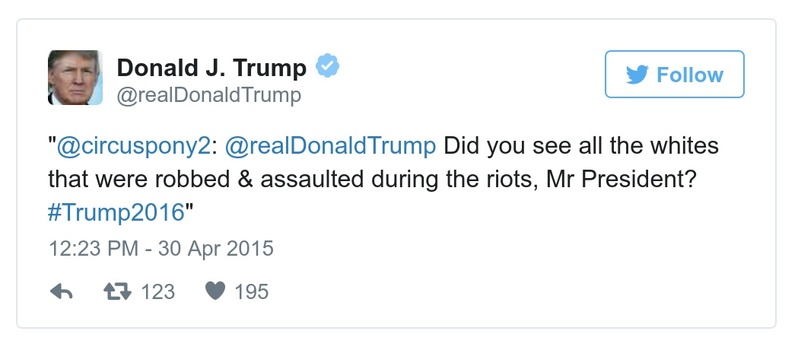 Donald J. Trump
@realDonaldTrump
Follow
"@circuspony2: @realDonaldTrump Did you see all the whites
that were robbed & assaulted during the riots, Mr President?
#Trump2016"
12:23 PM - 30 Apr 2015
123 195